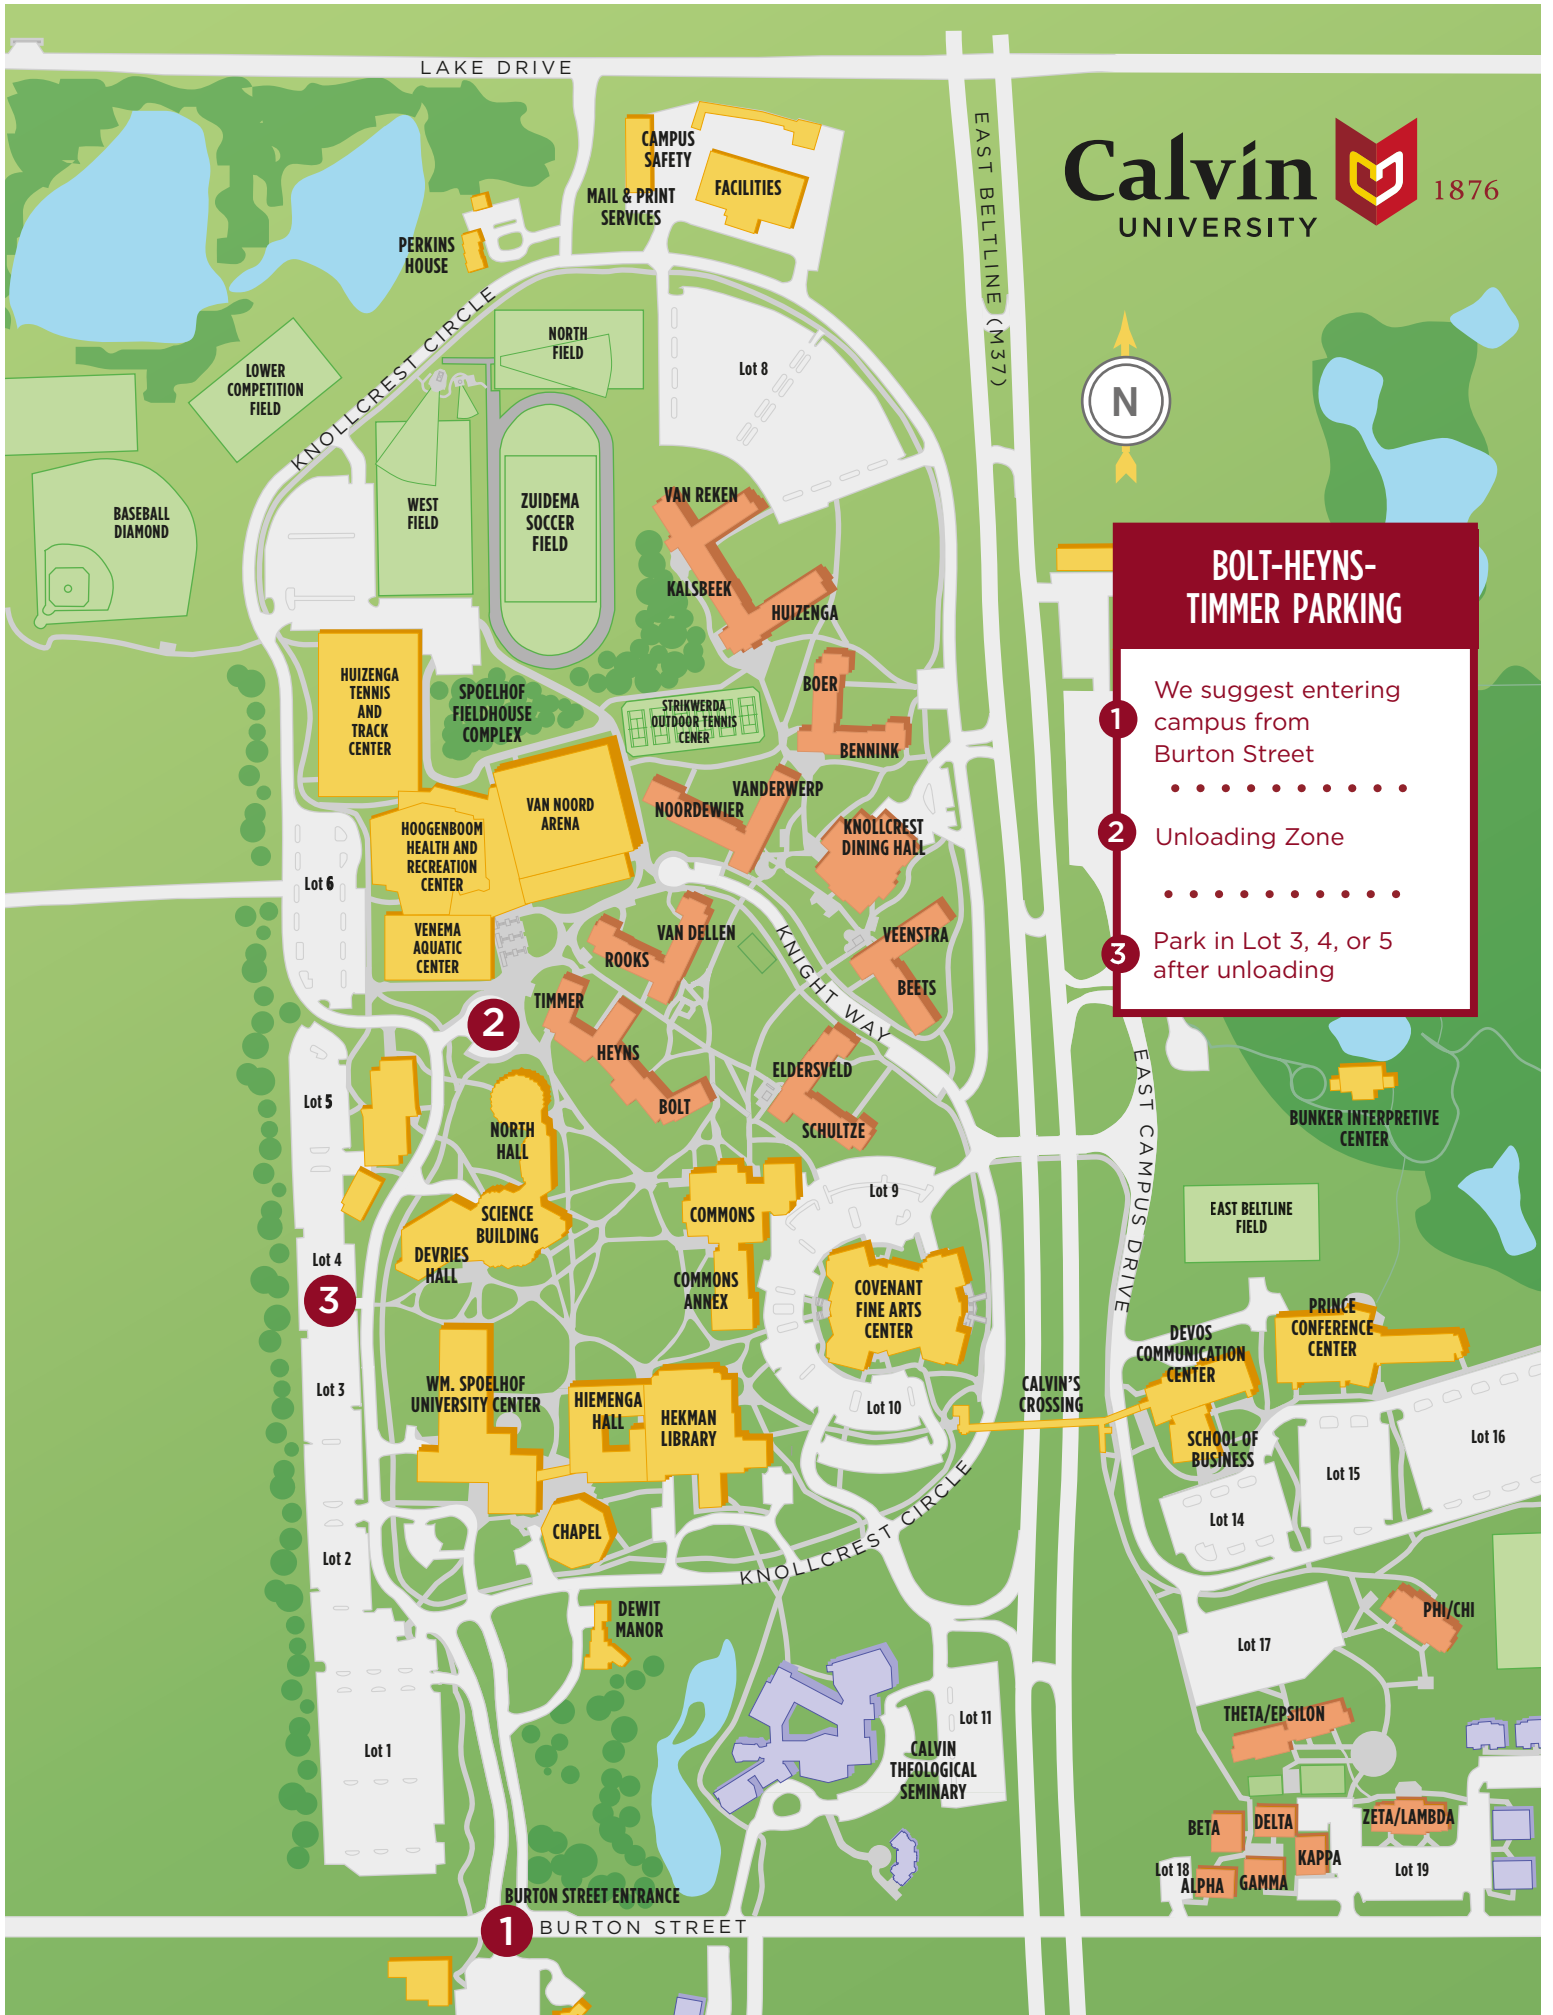 LAKE DRIVE
EAST BELTLINE (M37)
Calvin
UNIVERSITY
1876
CAMPUS
SAFETY
MAIL & PRINT
SERVICES
FACILITIES
PERKINS
HOUSE
KNOLLCREST CIRCLE
NORTH
FIELD
LOWER
COMPETITION
FIELD
Lot 8
N
BASEBALL
DIAMOND
WEST
FIELD
ZUIDEMA
SOCCER
FIELD
VAN REKEN
KALSBEEK
HUIZENGA
BOLT-HEYNS-
TIMMER PARKING
1
We suggest entering
campus from
Burton Street
2
Unloading Zone
3
Park in Lot 3, 4, or 5
after unloading
HUIZENGA
TENNIS
AND
TRACK
CENTER
SPOELHOF
FIELDHOUSE
COMPLEX
STRIKWERDA
OUTDOOR TENNIS
CENER
BOER
BENNINK
VANDERWERP
NOORDEWIER
VAN NOORD
ARENA
HOOGENBOOM
HEALTH AND
RECREATION
CENTER
KNOLLCREST
DINING HALL
Lot 6
VENEMA
AQUATIC
CENTER
VAN DELLEN
ROOKS
KNIGHT WAY
VEENSTRA
BEETS
TIMMER
2
HEYNS
BOLT
ELDERSVELD
SCHULTZE
EAST CAMPUS DRIVE
BUNKER INTERPRETIVE
CENTER
Lot 5
NORTH
HALL
Lot 9
COMMONS
SCIENCE
BUILDING
DEVRIES
HALL
EAST BELTLINE
FIELD
Lot 4
3
COMMONS
ANNEX
COVENANT
FINE ARTS
CENTER
PRINCE
CONFERENCE
CENTER
DEVOS
COMMUNICATION
CENTER
Lot 3
WM. SPOELHOF
UNIVERSITY CENTER
HIEMENGA
HALL
HEKMAN
LIBRARY
Lot 10
CALVIN'S
CROSSING
SCHOOL OF
BUSINESS
Lot 16
Lot 15
Lot 14
CHAPEL
KNOLLCREST CIRCLE
Lot 2
DEWIT
MANOR
PHI/CHI
Lot 17
THETA/EPSILON
Lot 11
Lot 1
CALVIN
THEOLOGICAL
SEMINARY
BETA
DELTA
ZETA/LAMBDA
KAPPA
Lot 18
ALPHA
GAMMA
Lot 19
BURTON STREET ENTRANCE
1
BURTON STREET